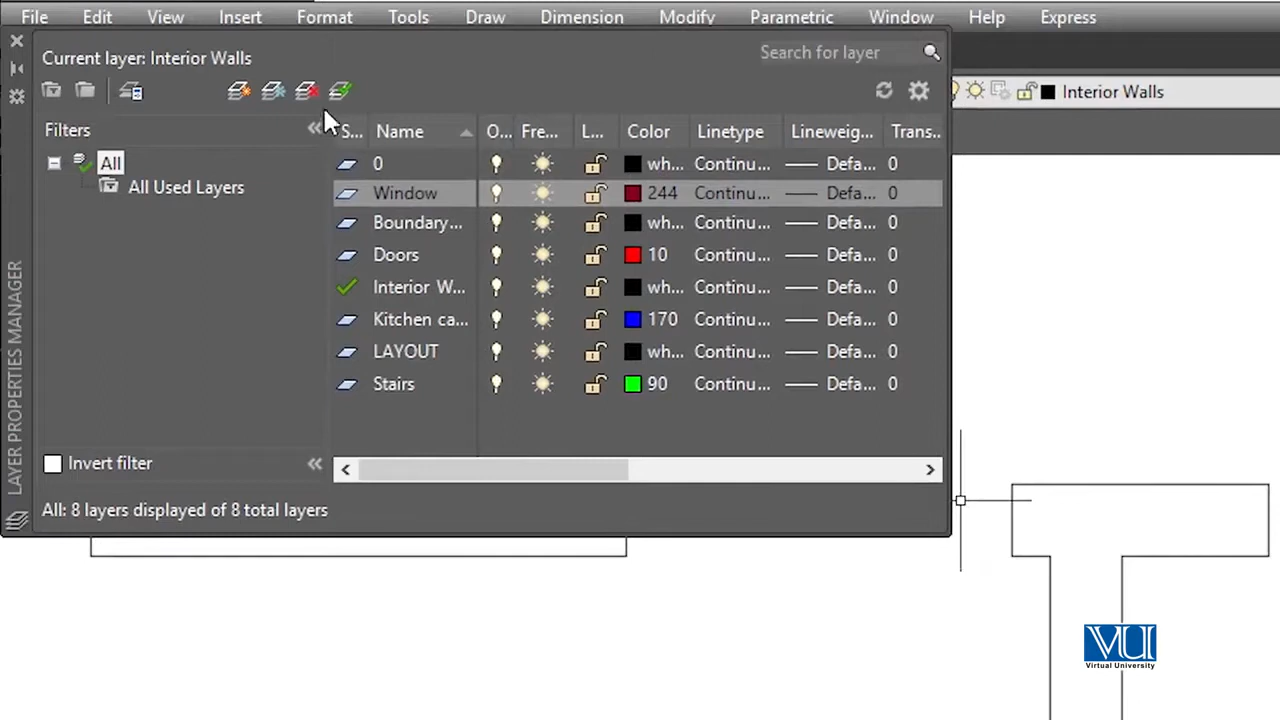 File Edit View Insert Format Tools Draw Dimension Modify Parametric Window Help Express
Current layer: Interior Walls
Search for layer
Interior Walls
Filters
S... Name O... Fre... L... Color Linetype Lineweig... Trans..
All
All Used Layers
0 wh... Continu... Defa... 0
Window 244 Continu... Defa... 0
Boundary... wh... Continu... Defa... 0
Doors 10 Continu... Defa... 0
Interior W... wh... Continu... Defa... 0
Kitchen ca... 170 Continu... Defa... 0
LAYOUT wh... Continu... Defa... 0
Stairs 90 Continu... Defa... 0
Invert filter
All: 8 layers displayed of 8 total layers
LAYER PROPERTIES MANAGER
VU
Virtual University